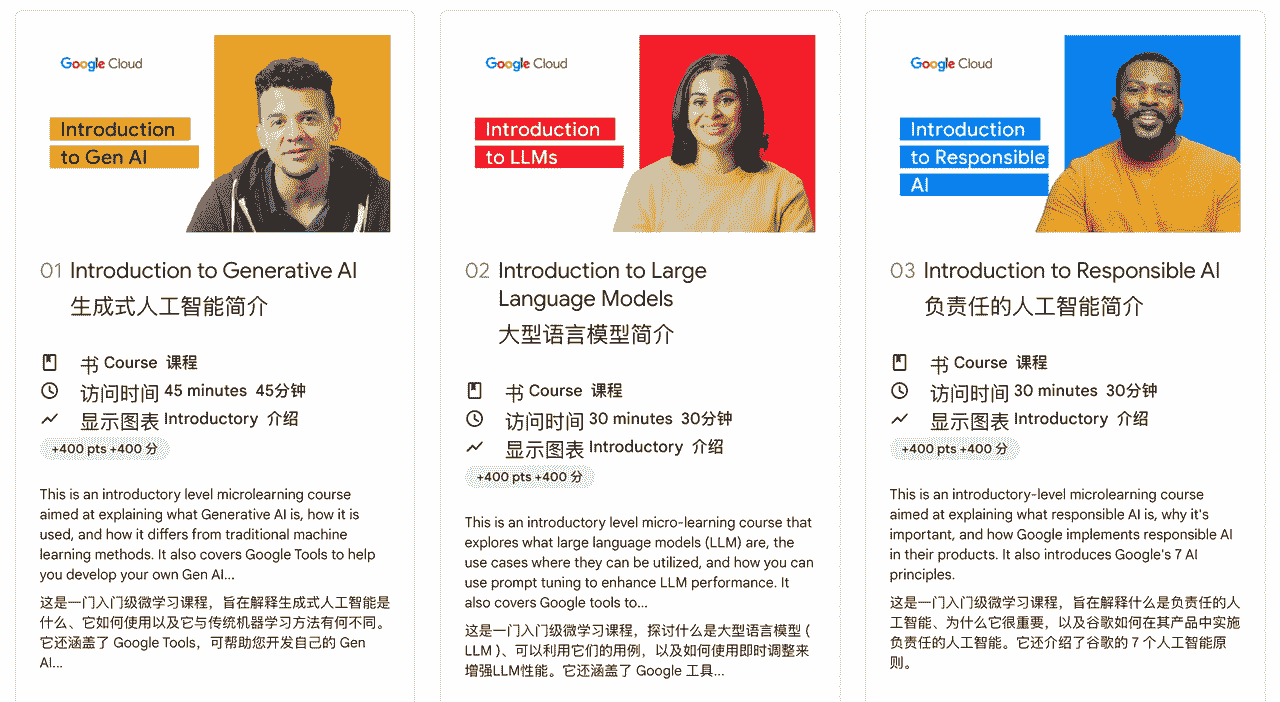 Google Cloud
Introduction
to Gen AI
01 Introduction to Generative AI
生成式人工智能简介
书 Course 课程
访问时间 45 minutes 45分钟
显示图表 Introductory 介绍
+400 pts +400 分
This is an introductory level microlearning course
aimed at explaining what Generative AI is, how it is
used, and how it differs from traditional machine
learning methods. It also covers Google Tools to help
you develop your own Gen AI...
这是一门入门级微学习课程，旨在解释生成式人工智能是
什么、它如何使用以及它与传统机器学习方法有何不同。
它还涵盖了 Google Tools，可帮助您开发自己的 Gen
AI...
Google Cloud
Introduction
to LLMs
02 Introduction to Large
Language Models
大型语言模型简介
书 Course 课程
访问时间 30 minutes 30分钟
显示图表 Introductory 介绍
+400 pts +400 分
This is an introductory level micro-learning course that
explores what large language models (LLM) are, the
use cases where they can be utilized, and how you can
use prompt tuning to enhance LLM performance. It
also covers Google tools to...
这是一门入门级微学习课程，探讨什么是大型语言模型 (
LLM )、可以利用它们的用例，以及如何使用即时调整来
增强LLM性能。它还涵盖了 Google 工具...
Google Cloud
Introduction
to Responsible
AI
03 Introduction to Responsible AI
负责任的人工智能简介
书 Course 课程
访问时间 30 minutes 30分钟
显示图表 Introductory 介绍
+400 pts +400 分
This is an introductory-level microlearning course
aimed at explaining what responsible AI is, why it's
important, and how Google implements responsible AI
in their products. It also introduces Google's 7 AI
principles.
这是一门入门级微学习课程，旨在解释什么是负责任的人
工智能、为什么它很重要，以及谷歌如何在其产品中实施
负责任的人工智能。它还介绍了谷歌的 7 个人工智能原
则。